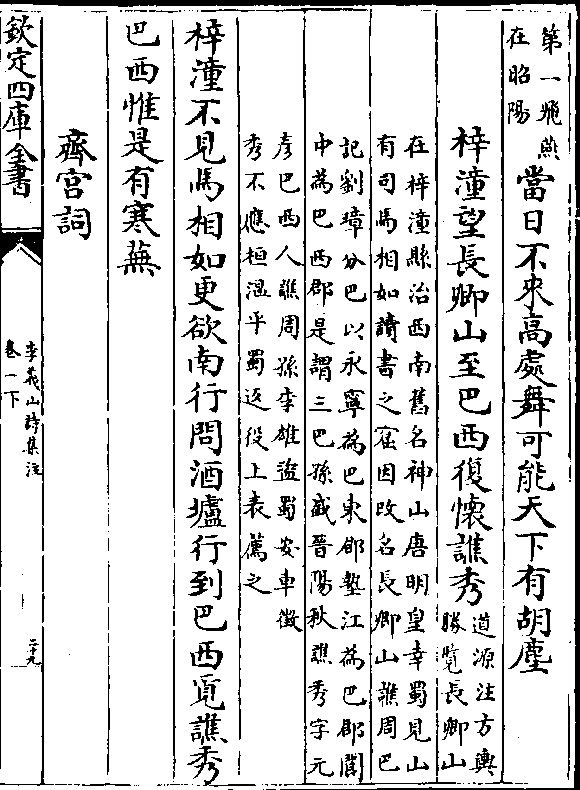 第一飛燕
在昭陽
當日不來高處舞可能天下有胡塵
梓潼望長卿山至巴西復懷譙秀
道源注方輿
勝覽長卿山
在梓潼縣治西南舊名神山唐明皇幸蜀見山
有司馬相如讀書之窟因改名長卿山譙周巴
記劉璋分巴以永寧為巴東郡墊江為巴郡閬
中為巴西郡是謂三巴孫盛晉陽秋譙秀字元
彥巴西人譙周孫李雄盜蜀安車徵
秀不應桓溫平蜀返役上表薦之
梓潼不見馬相如更欲南行問酒壚行到巴西覓譙秀
巴西惟是有寒蕪
齊宮詞
欽定四庫全書
李義山詩集注
卷一下
二十九